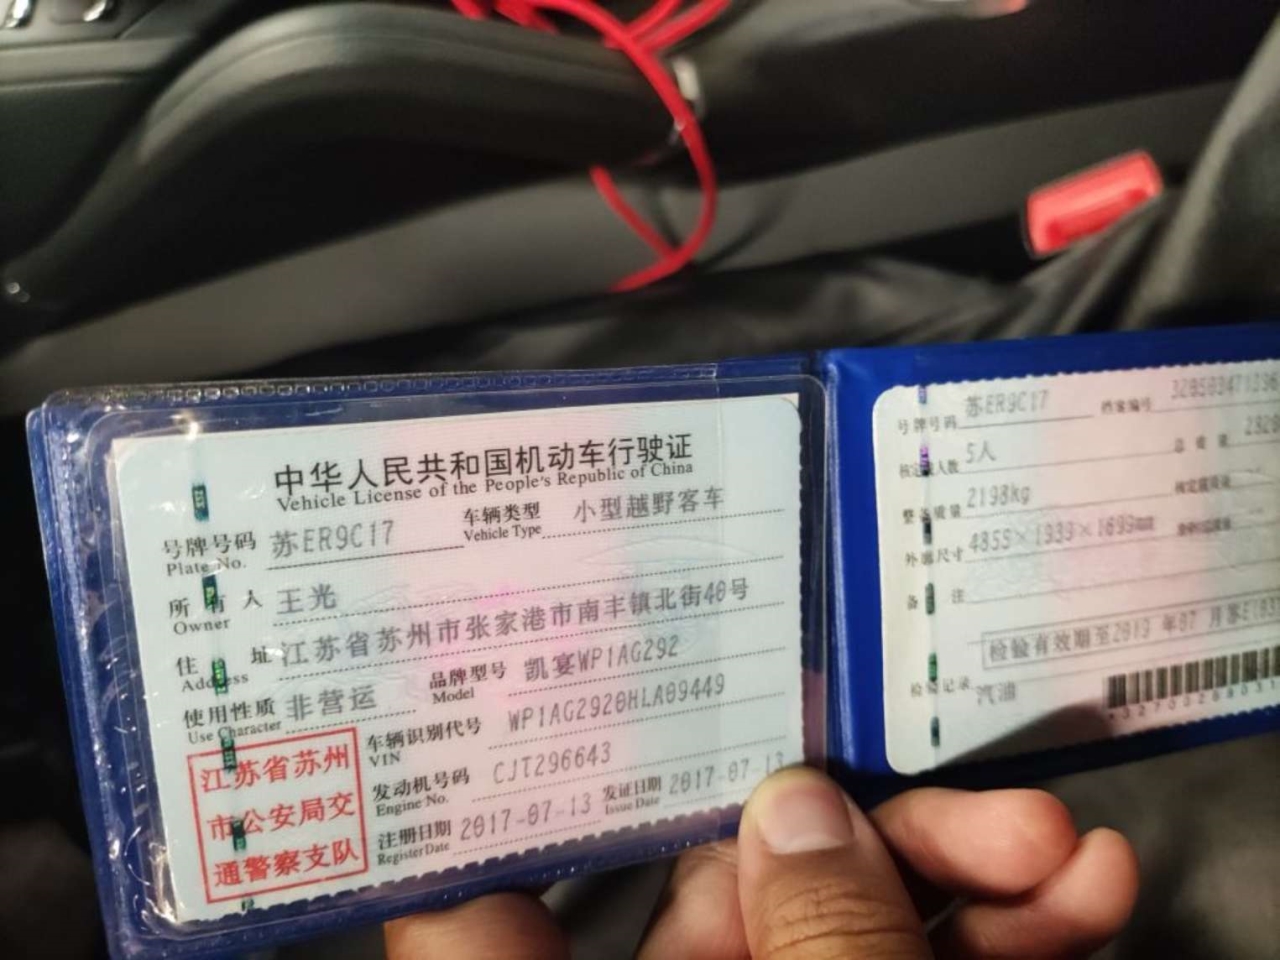 中华人民共和国机动车行驶证
Vehicle License of the People's Republic of China
号牌号码 苏ER9C17 车辆类型 小型越野客车
Plate No. Vehicle Type
所有人 王光
Owner
住址 江苏省苏州市张家港市南丰镇北街40号
Address
使用性质 非营运 品牌型号 凯宴WP1AG292
Use Character Model
车辆识别代号 WP1AG2920HLA09449
VIN
发动机号码 CJT296643
Engine No.
注册日期 2017-07-13 发证日期 2017-07-13
Register Date Issue Date
江苏省苏州
市公安局交
通警察支队
号牌号码 苏ER9C17 档案编号
核定载人数 5人 总质量
整备质量 2198kg 核定载质量
外廓尺寸 4855×1939×1699mm
备注
检验有效期至2019年07月苏E
检验记录
汽油